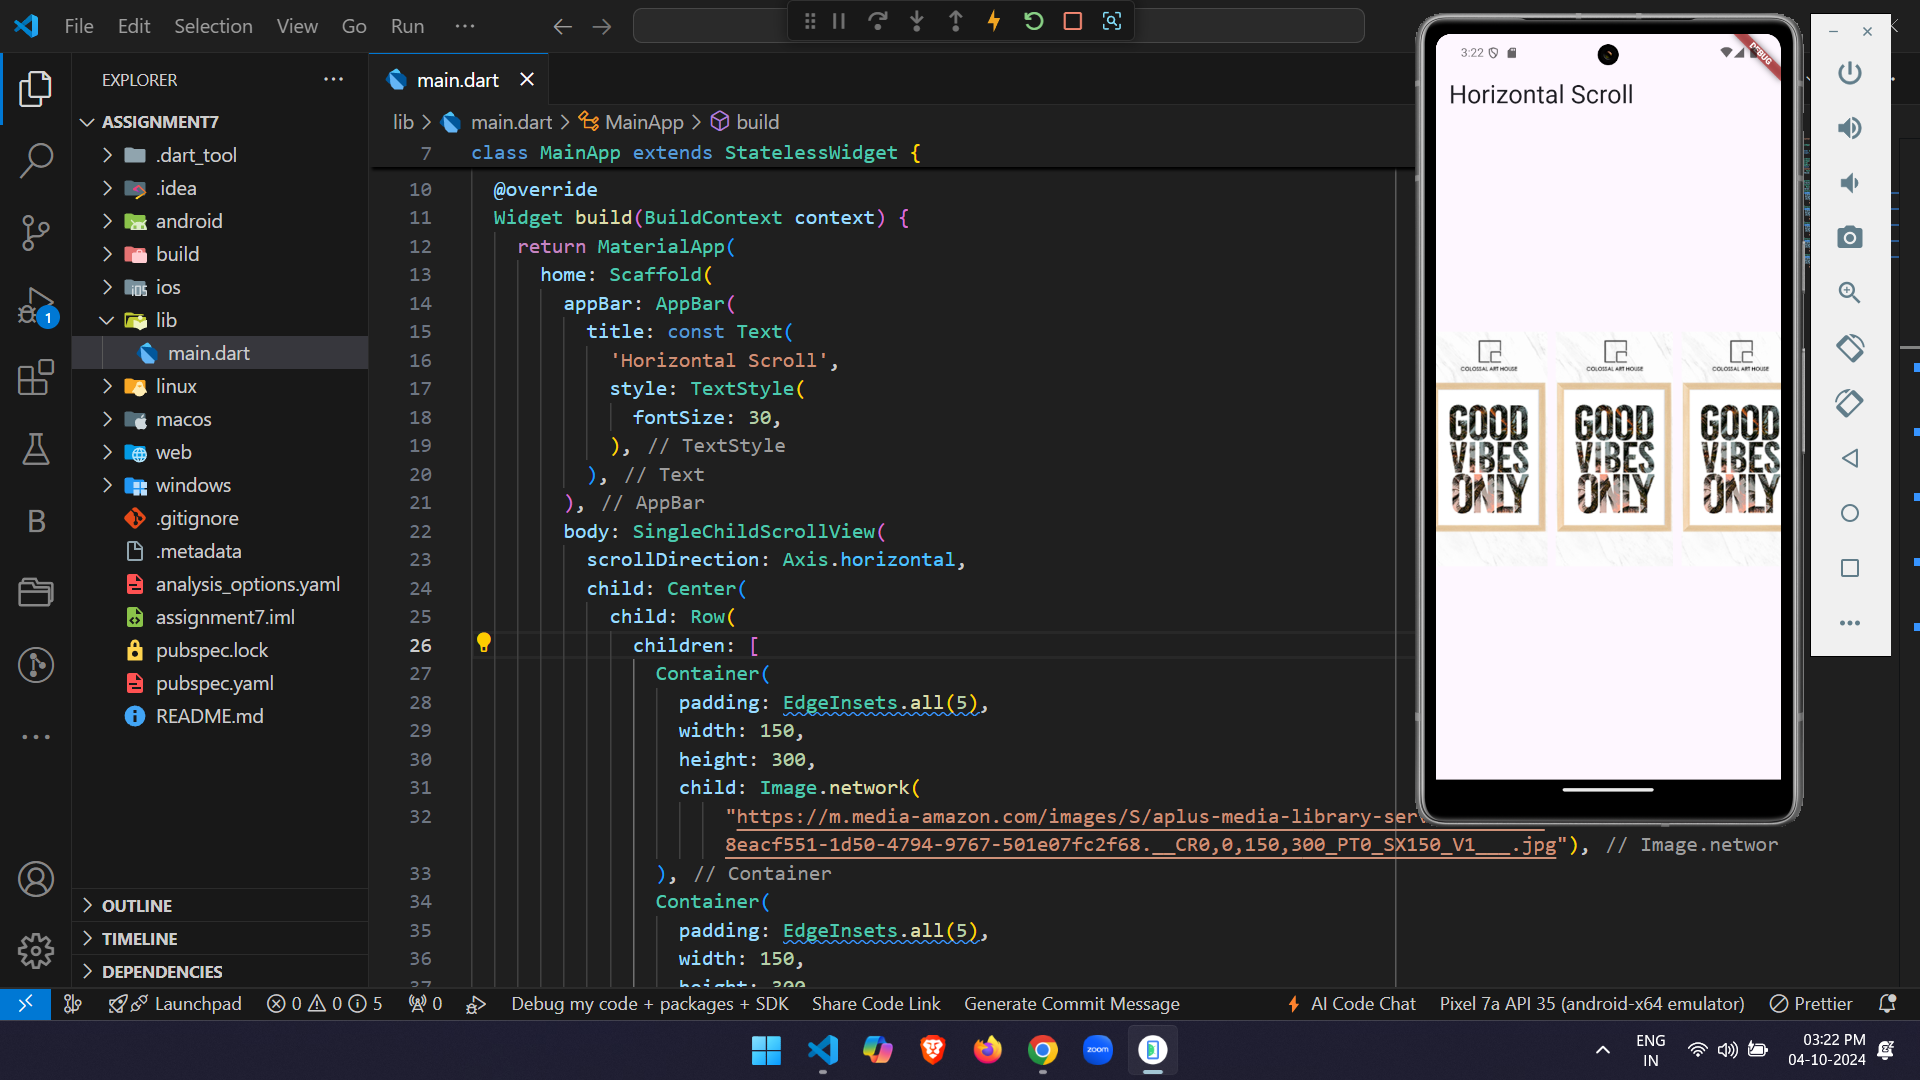 File Edit Selection View Go Run ···
EXPLORER ···
ASSIGNMENT7
.dart_tool
.idea
android
build
ios
lib
main.dart
linux
macos
web
windows
.gitignore
.metadata
analysis_options.yaml
assignment7.iml
pubspec.lock
pubspec.yaml
README.md
OUTLINE
TIMELINE
DEPENDENCIES
1
B
main.dart
lib > main.dart > MainApp > build
7 class MainApp extends StatelessWidget {
10 @override
11 Widget build(BuildContext context) {
12 return MaterialApp(
13 home: Scaffold(
14 appBar: AppBar(
15 title: const Text(
16 'Horizontal Scroll',
17 style: TextStyle(
18 fontSize: 30,
19 ), // TextStyle
20 ), // Text
21 ), // AppBar
22 body: SingleChildScrollView(
23 scrollDirection: Axis.horizontal,
24 child: Center(
25 child: Row(
26 children: [
27 Container(
28 padding: EdgeInsets.all(5),
29 width: 150,
30 height: 300,
31 child: Image.network(
32 "https://m.media-amazon.com/images/S/aplus-media-library-ser
8eacf551-1d50-4794-9767-501e07fc2f68.__CR0,0,150,300_PT0_SX150_V1___.jpg"), // Image.networ
33 ), // Container
34 Container(
35 padding: EdgeInsets.all(5),
36 width: 150,
37 height: 300
3:22
DEBUG
Horizontal Scroll
COLOSSAL ART HOUSE COLOSSAL ART HOUSE COLOSSAL ART HOUSE
GOOD GOOD GOOD
VIBES VIBES VIBES
ONLY ONLY ONLY
Launchpad 0 0 5 0 Debug my code + packages + SDK Share Code Link Generate Commit Message AI Code Chat Pixel 7a API 35 (android-x64 emulator) Prettier
zoom
ENG
IN
03:22 PM
04-10-2024